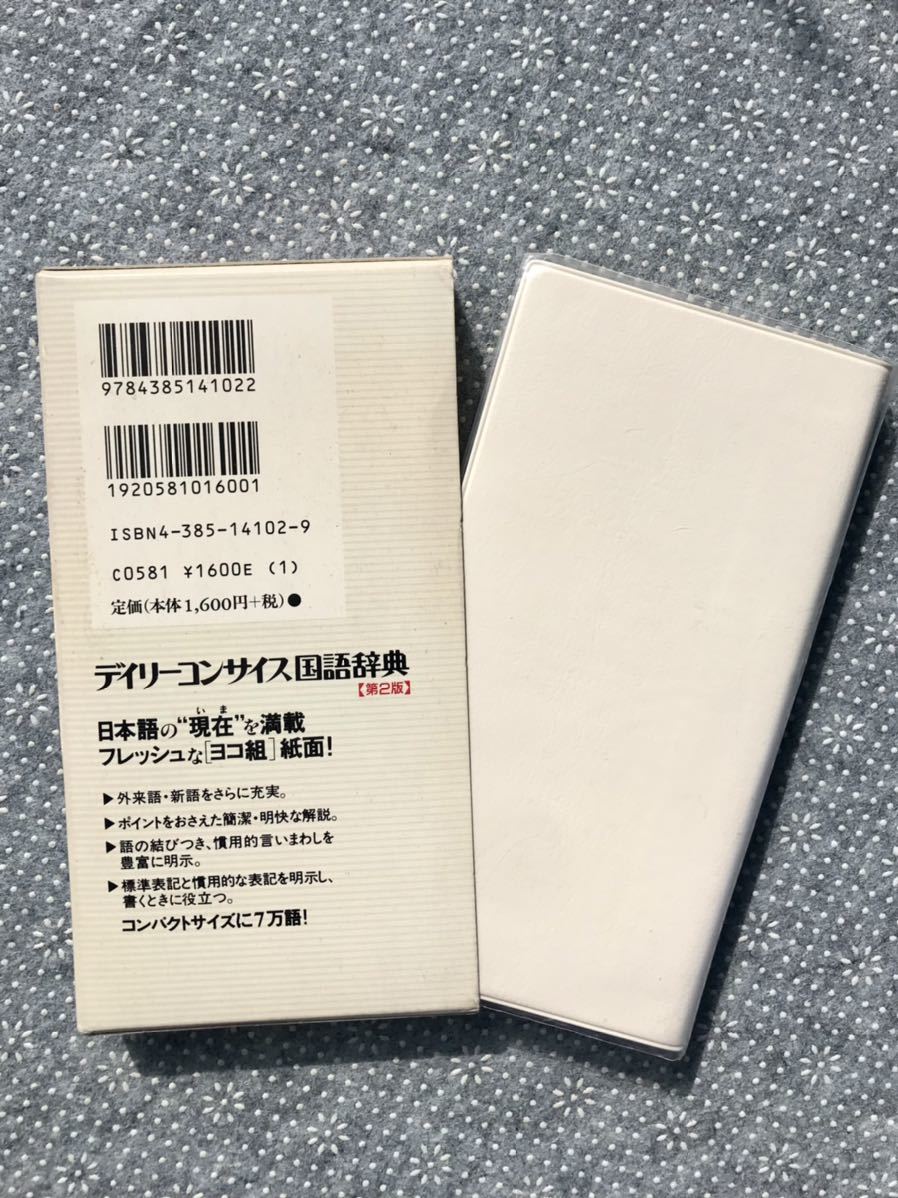 9784385141022
1920581016001
ISBN4-385-14102-9
C0581 ¥1600E (1)
定価(本体1,600円+税)●
デイリーコンサイス国語辞典
【第2版】
いま
日本語の“現在”を満載
フレッシュな[ヨコ組]紙面!
▶外来語・新語をさらに充実。
▶ポイントをおさえた簡潔・明快な解説。
▶語の結びつき、慣用的言いまわしを
豊富に明示。
▶標準表記と慣用的な表記を明示し、
書くときに役立つ。
コンパクトサイズに7万語!